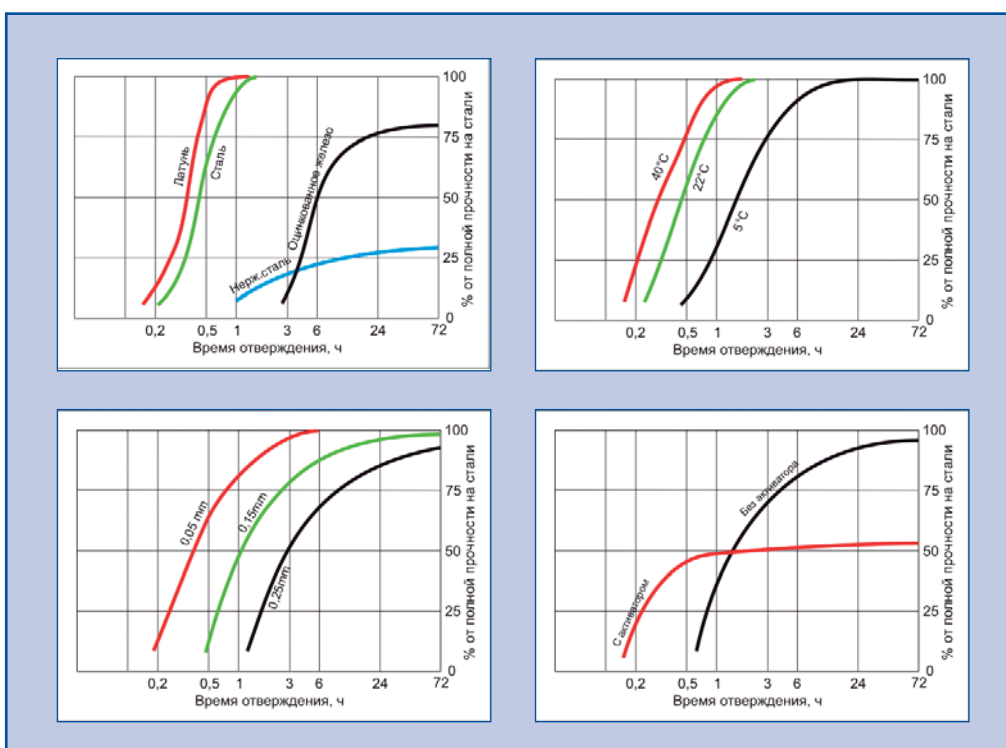 100
75
50
25
0
% от полной прочности на стали
Латунь
Сталь
Оцинкованное железо
Нерж.сталь
0,2 0,5 1 3 6 24 72
Время отверждения, ч
100
75
50
25
0
% от полной прочности на стали
40°C
22°C
5°C
0,2 0,5 1 3 6 24 72
Время отверждения, ч
100
75
50
25
0
% от полной прочности на стали
0,05 mm
0,15mm
0,25mm
0,2 0,5 1 3 6 24 72
Время отверждения, ч
100
75
50
25
0
% от полной прочности на стали
Без активатора
С активатором
0,2 0,5 1 3 6 24 72
Время отверждения, ч